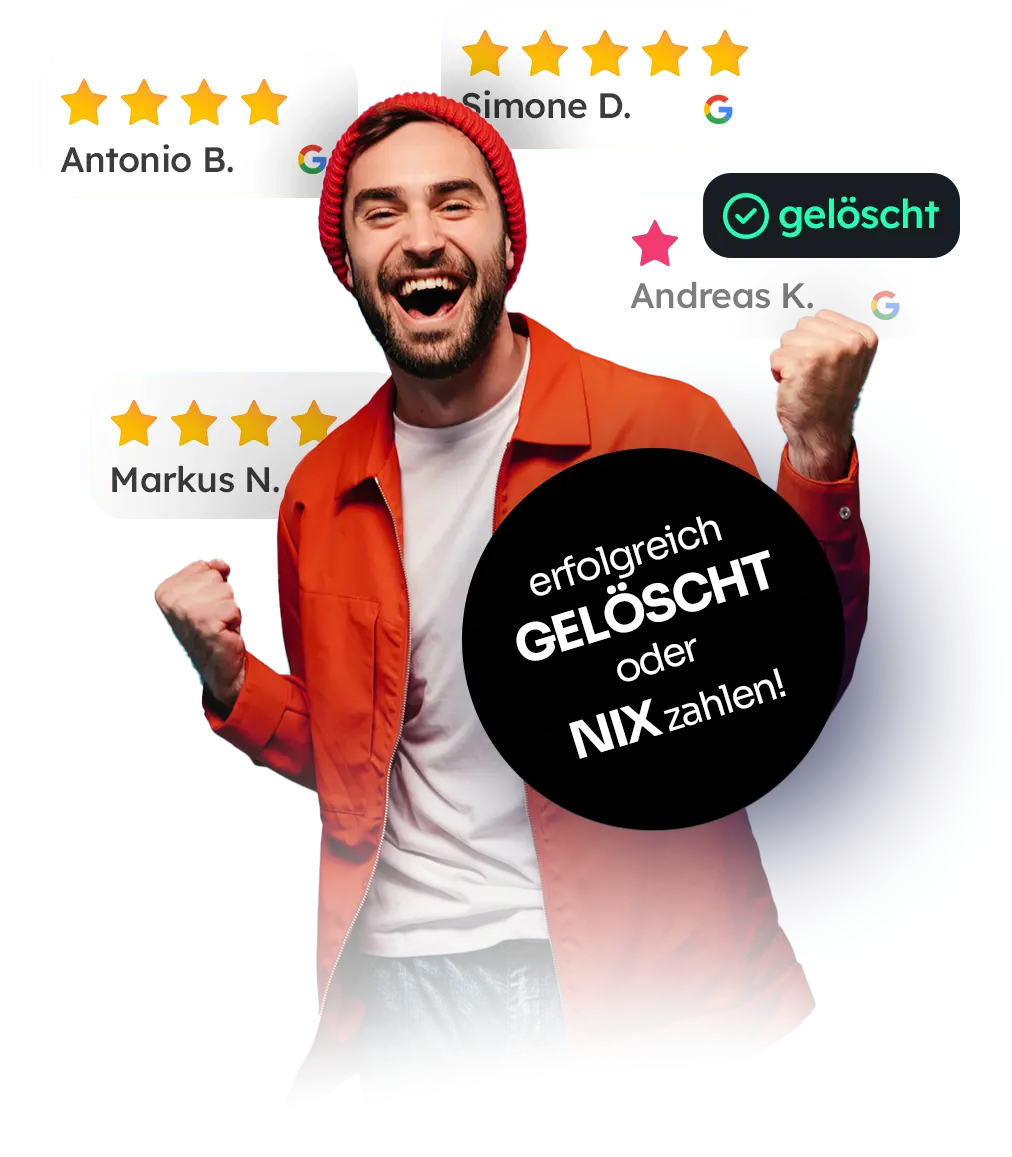 Simone D.
Antonio B.
gelöscht
Andreas K.
Markus N.
erfolgreich
GELÖSCHT
oder
NIX zahlen!